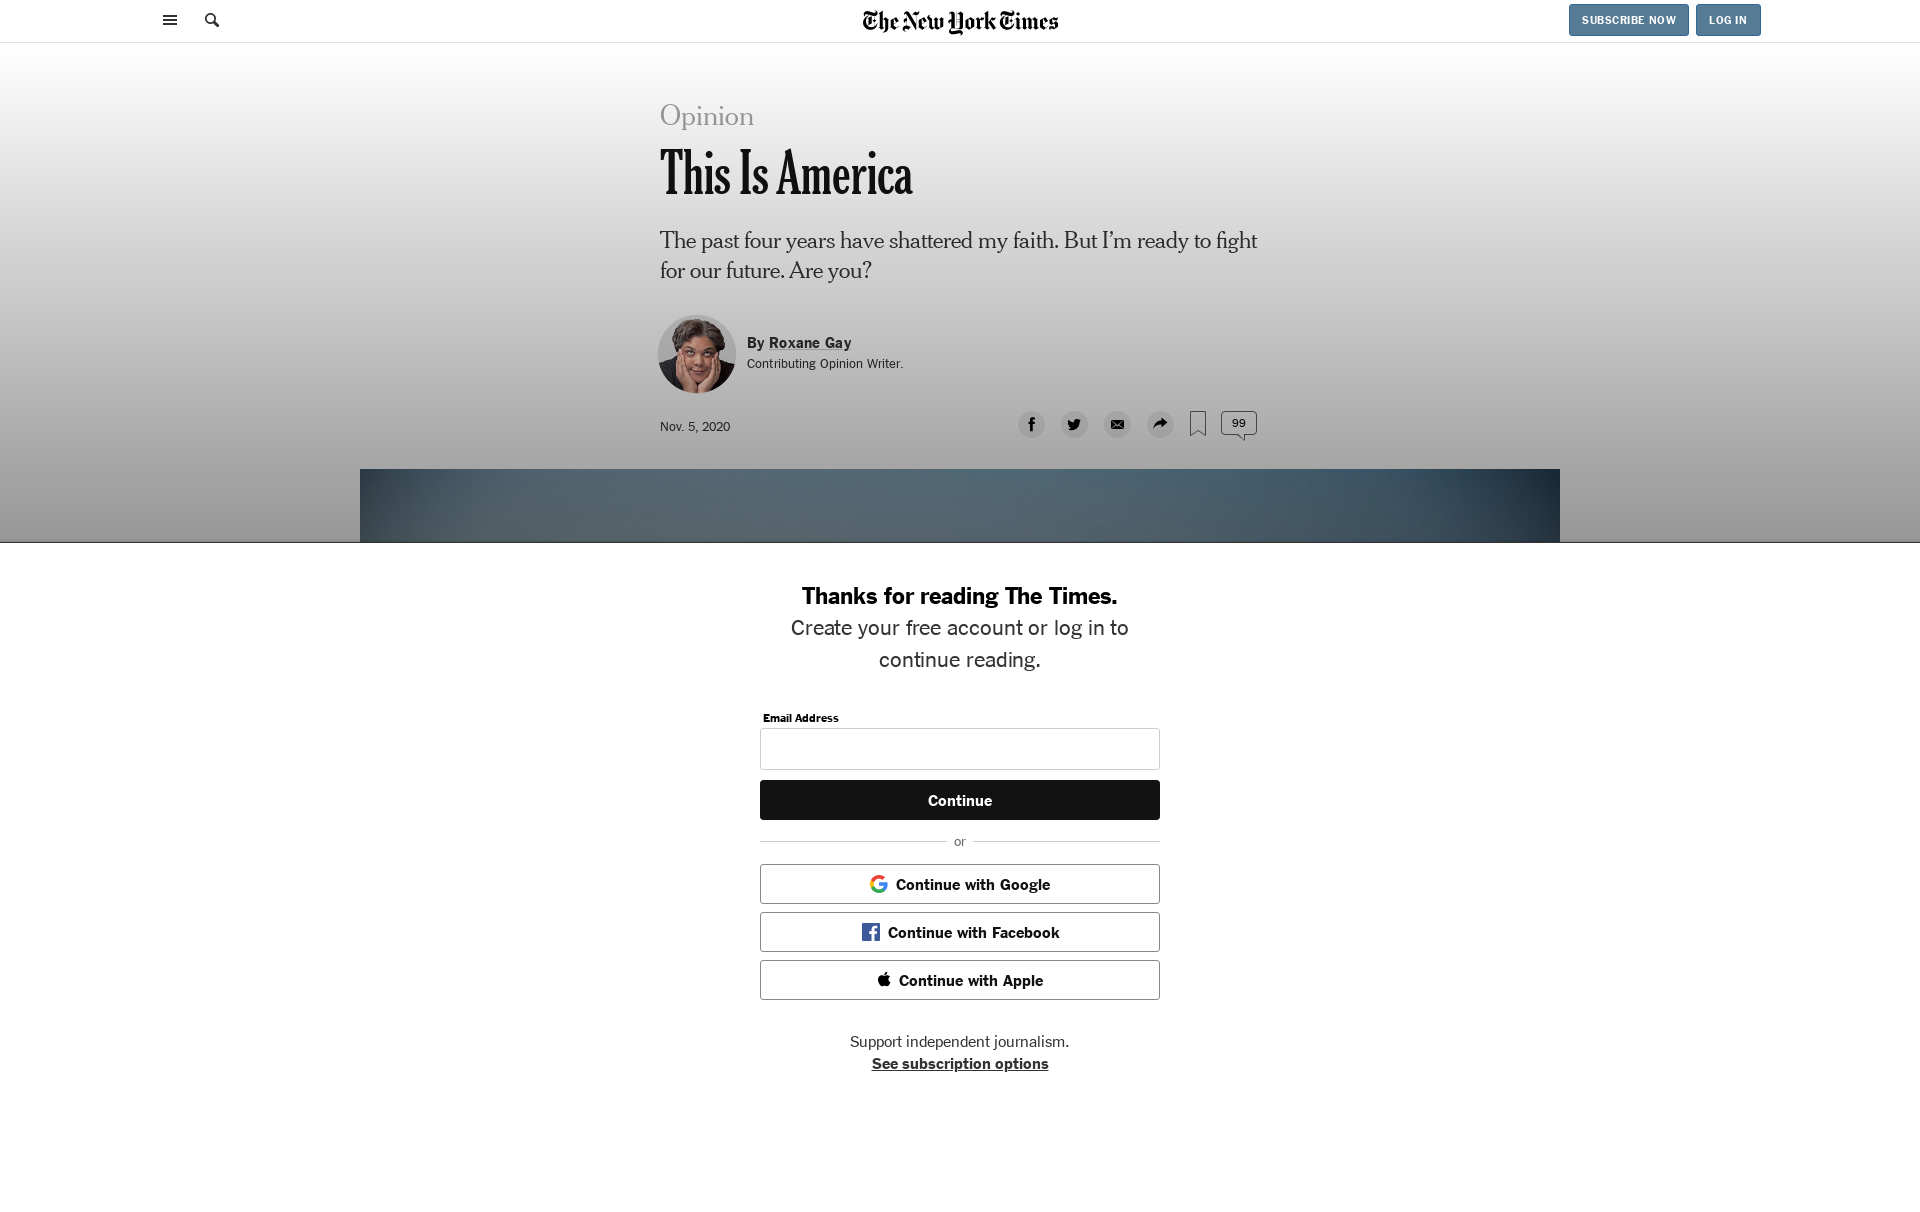 The New York Times
SUBSCRIBE NOW
LOG IN
Opinion
This Is America
The past four years have shattered my faith. But I’m ready to fight
for our future. Are you?
By Roxane Gay
Contributing Opinion Writer.
Nov. 5, 2020
99
Thanks for reading The Times.
Create your free account or log in to
continue reading.
Email Address
Continue
or
Continue with Google
Continue with Facebook
Continue with Apple
Support independent journalism.
See subscription options